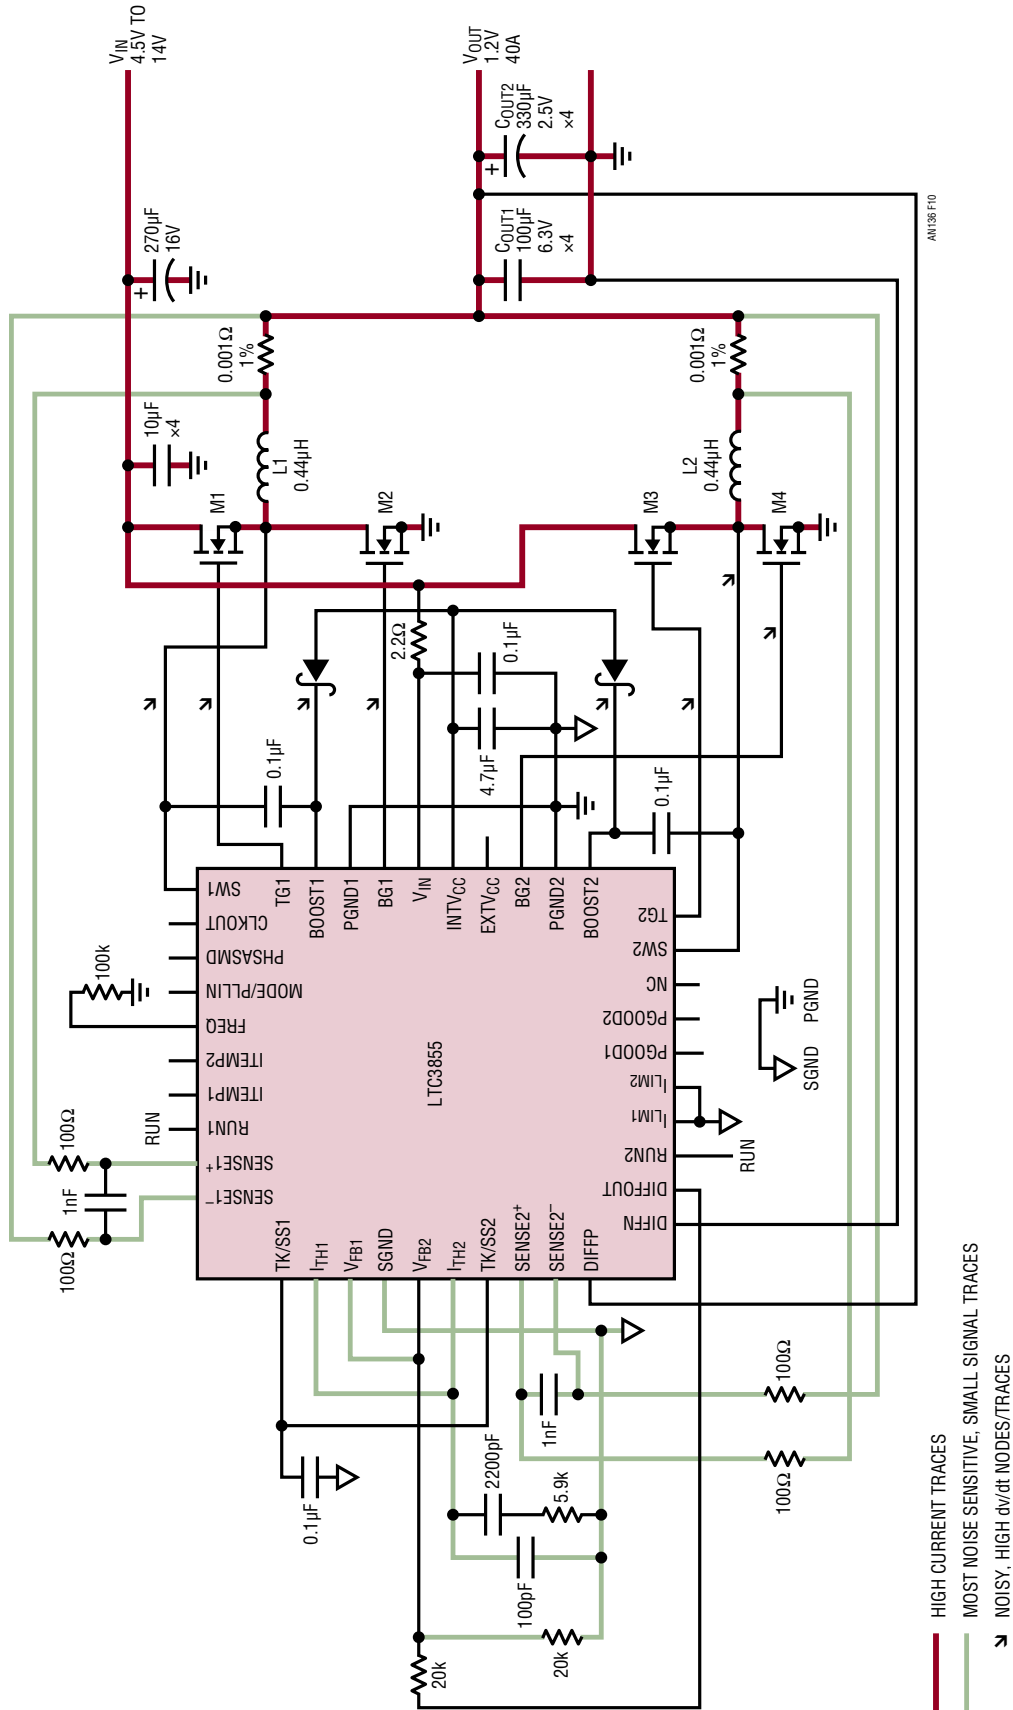 VIN
4.5V TO
14V
VOUT
1.2V
40A
270µF
16V
COUT2
330µF
2.5V
×4
COUT1
100µF
6.3V
×4
AN136 F10
0.001Ω
1%
0.001Ω
1%
10µF
×4
L1
0.44µH
L2
0.44µH
M1
M2
M3
M4
2.2Ω
0.1µF
4.7µF
0.1µF
0.1µF
SW1
CLKOUT
PHSASMD
MODE/PLLIN
FREQ
ITEMP2
ITEMP1
RUN1
SENSE1+
SENSE1–
TG1
BOOST1
PGND1
BG1
VIN
INTVCC
EXTVCC
BG2
PGND2
BOOST2
TG2
SW2
NC
PGOOD2
PGOOD1
ILIM2
ILIM1
RUN2
DIFFOUT
DIFFN
LTC3855
TK/SS1
ITH1
VFB1
SGND
VFB2
ITH2
TK/SS2
SENSE2+
SENSE2–
DIFFP
100k
RUN
100Ω
1nF
100Ω
RUN
SGND
PGND
0.1µF
2200pF
5.9k
100pF
20k
20k
1nF
100Ω
100Ω
HIGH CURRENT TRACES
MOST NOISE SENSITIVE, SMALL SIGNAL TRACES
NOISY, HIGH dv/dt NODES/TRACES